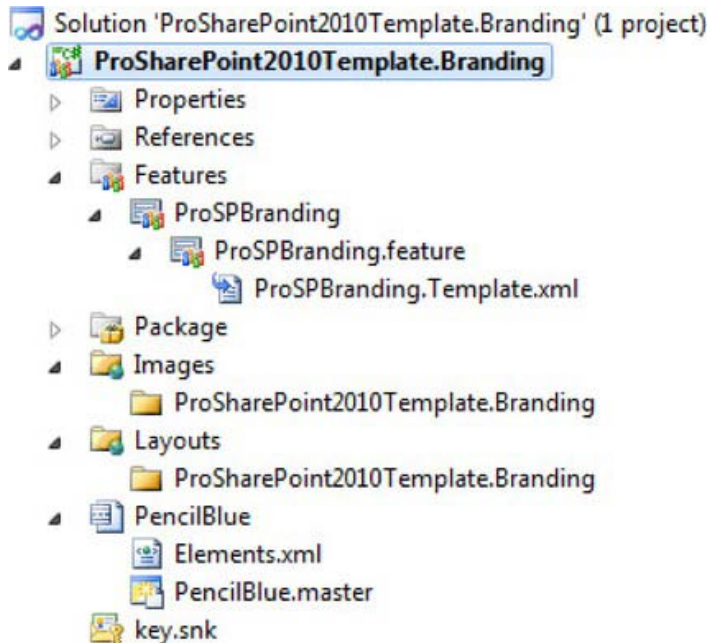 Solution 'ProSharePoint2010Template.Branding' (1 project)
ProSharePoint2010Template.Branding
Properties
References
Features
ProSPBranding
ProSPBranding.feature
ProSPBranding.Template.xml
Package
Images
ProSharePoint2010Template.Branding
Layouts
ProSharePoint2010Template.Branding
PencilBlue
Elements.xml
PencilBlue.master
key.snk